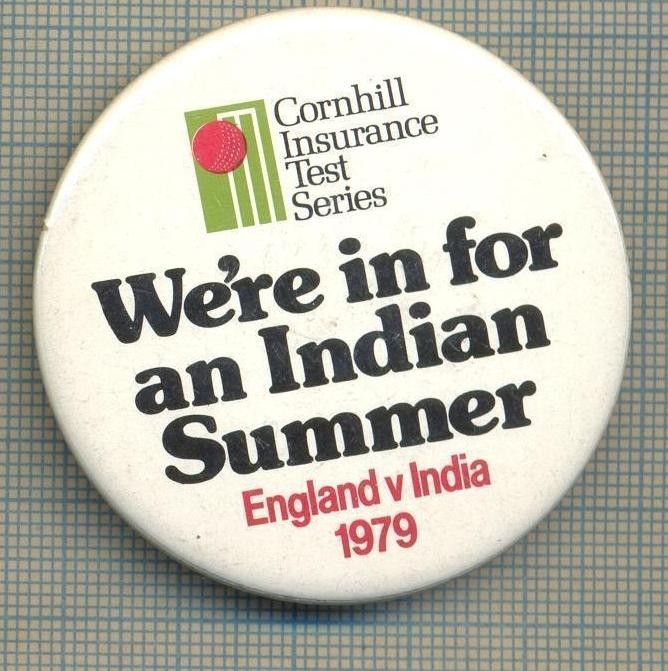 Cornhill
Insurance
Test
Series
We're in for
an Indian
Summer
England v India
1979